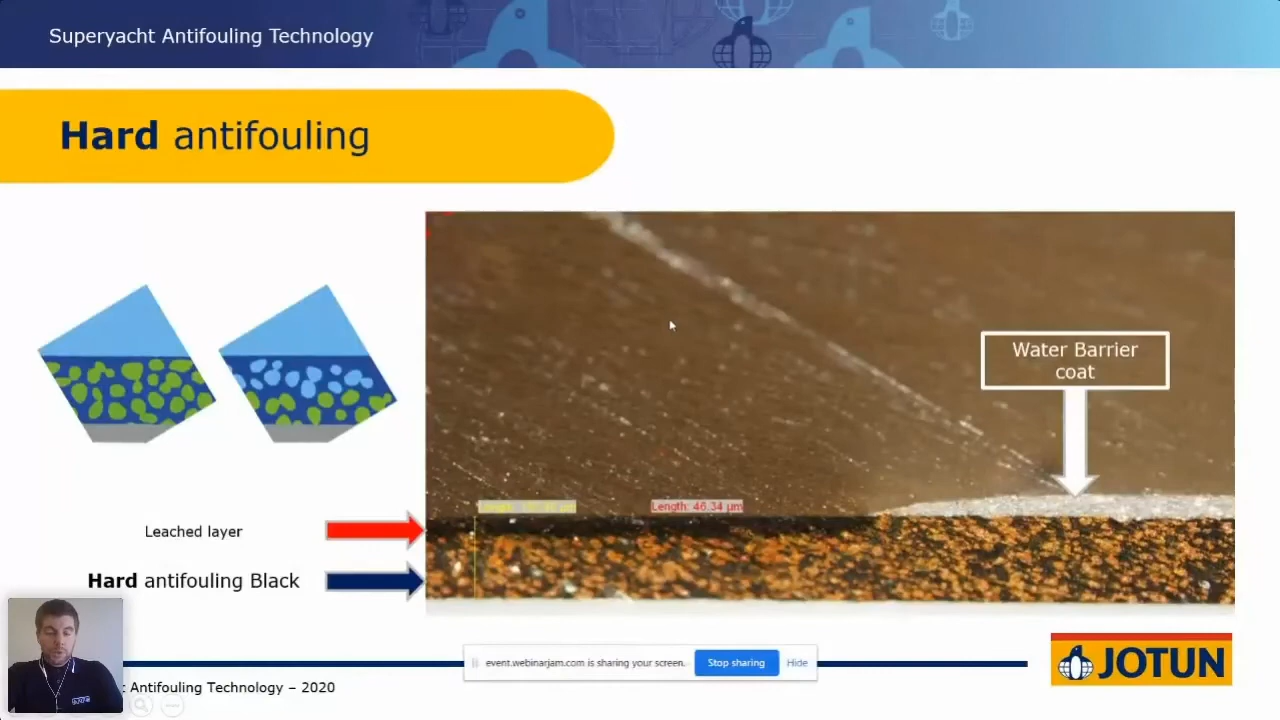 Superyacht Antifouling Technology
Hard antifouling
Water Barrier
coat
Length: 46.34 µm
Leached layer
Hard antifouling Black
event.webinarjam.com is sharing your screen.
Stop sharing
Hide
JOTUN
t Antifouling Technology – 2020